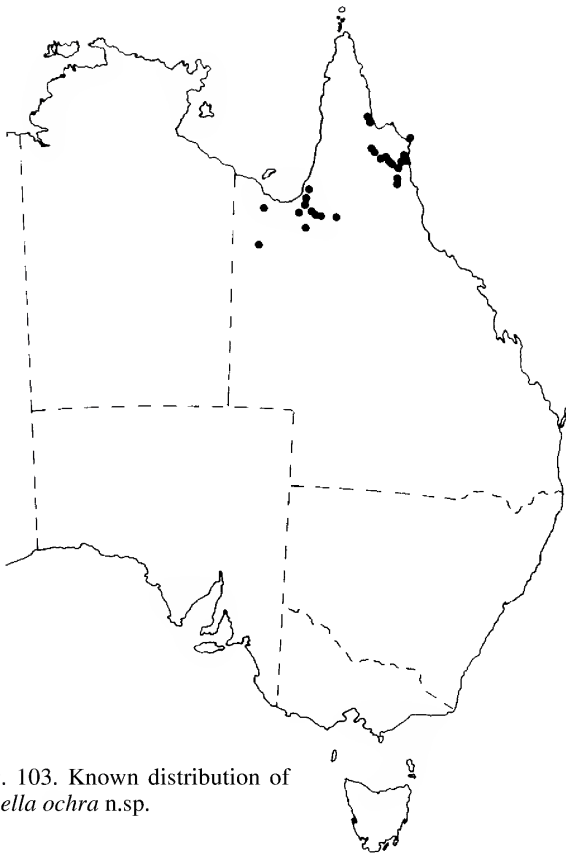 . 103. Known distribution of
ella ochra n.sp.